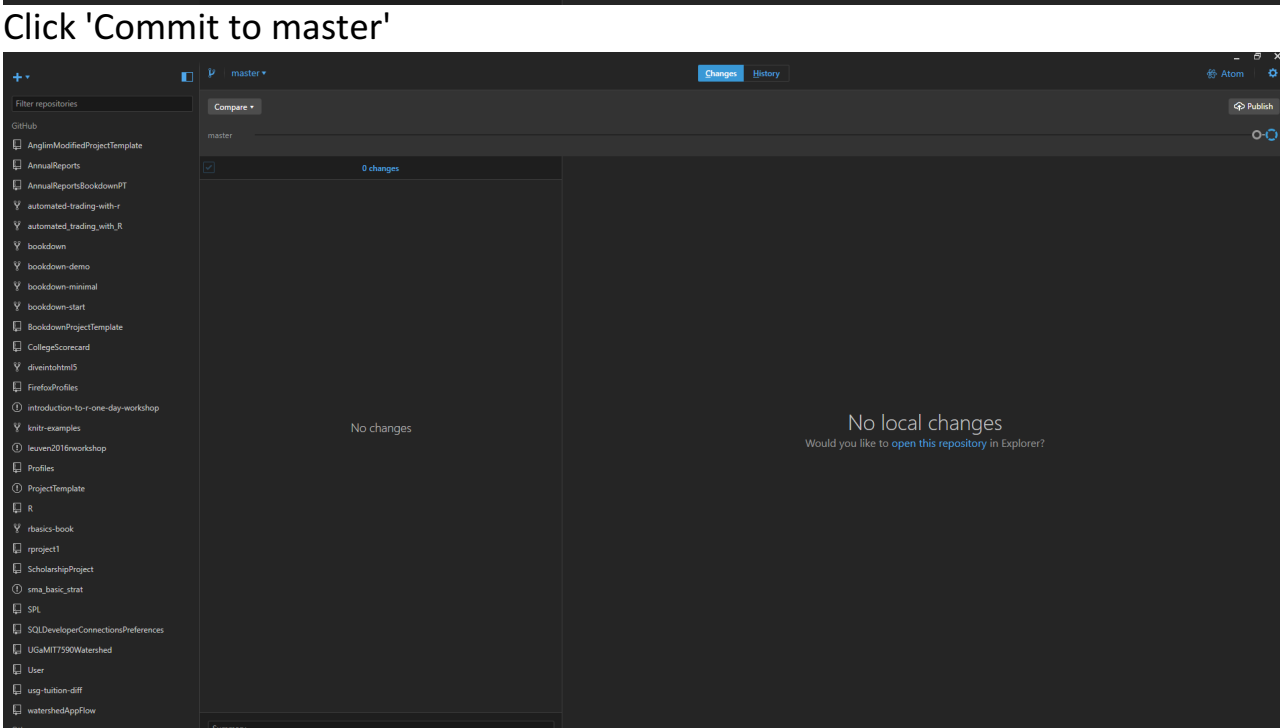 Click 'Commit to master'
master
Changes History
Atom
Filter repositories
Compare
Publish
GitHub
master
AnglimModifiedProjectTemplate
AnnualReports
0 changes
AnnualReportsBookdownPT
automated-trading-with-r
automated_trading_with_R
bookdown
bookdown-demo
bookdown-minimal
bookdown-start
BookdownProjectTemplate
CollegeScorecard
diveintohtml5
FirefoxProfiles
introduction-to-r-one-day-workshop
knitr-examples
No changes
No local changes
Would you like to open this repository in Explorer?
leuven2016rworkshop
Profiles
ProjectTemplate
R
rbasics-book
rproject1
ScholarshipProject
sma_basic_strat
SPL
SQLDeveloperConnectionsPreferences
UGaMIT7590Watershed
User
usg-tuition-diff
watershedAppFlow